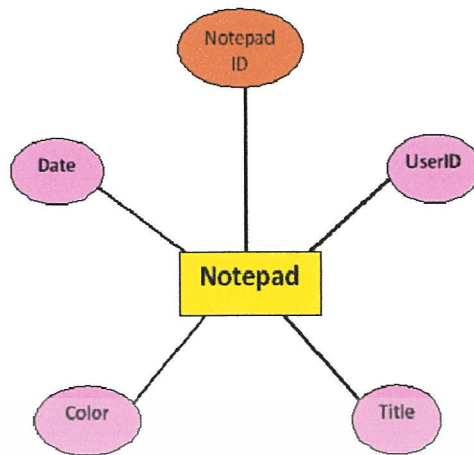 Notepad
ID
Date
UserID
Notepad
Color
Title